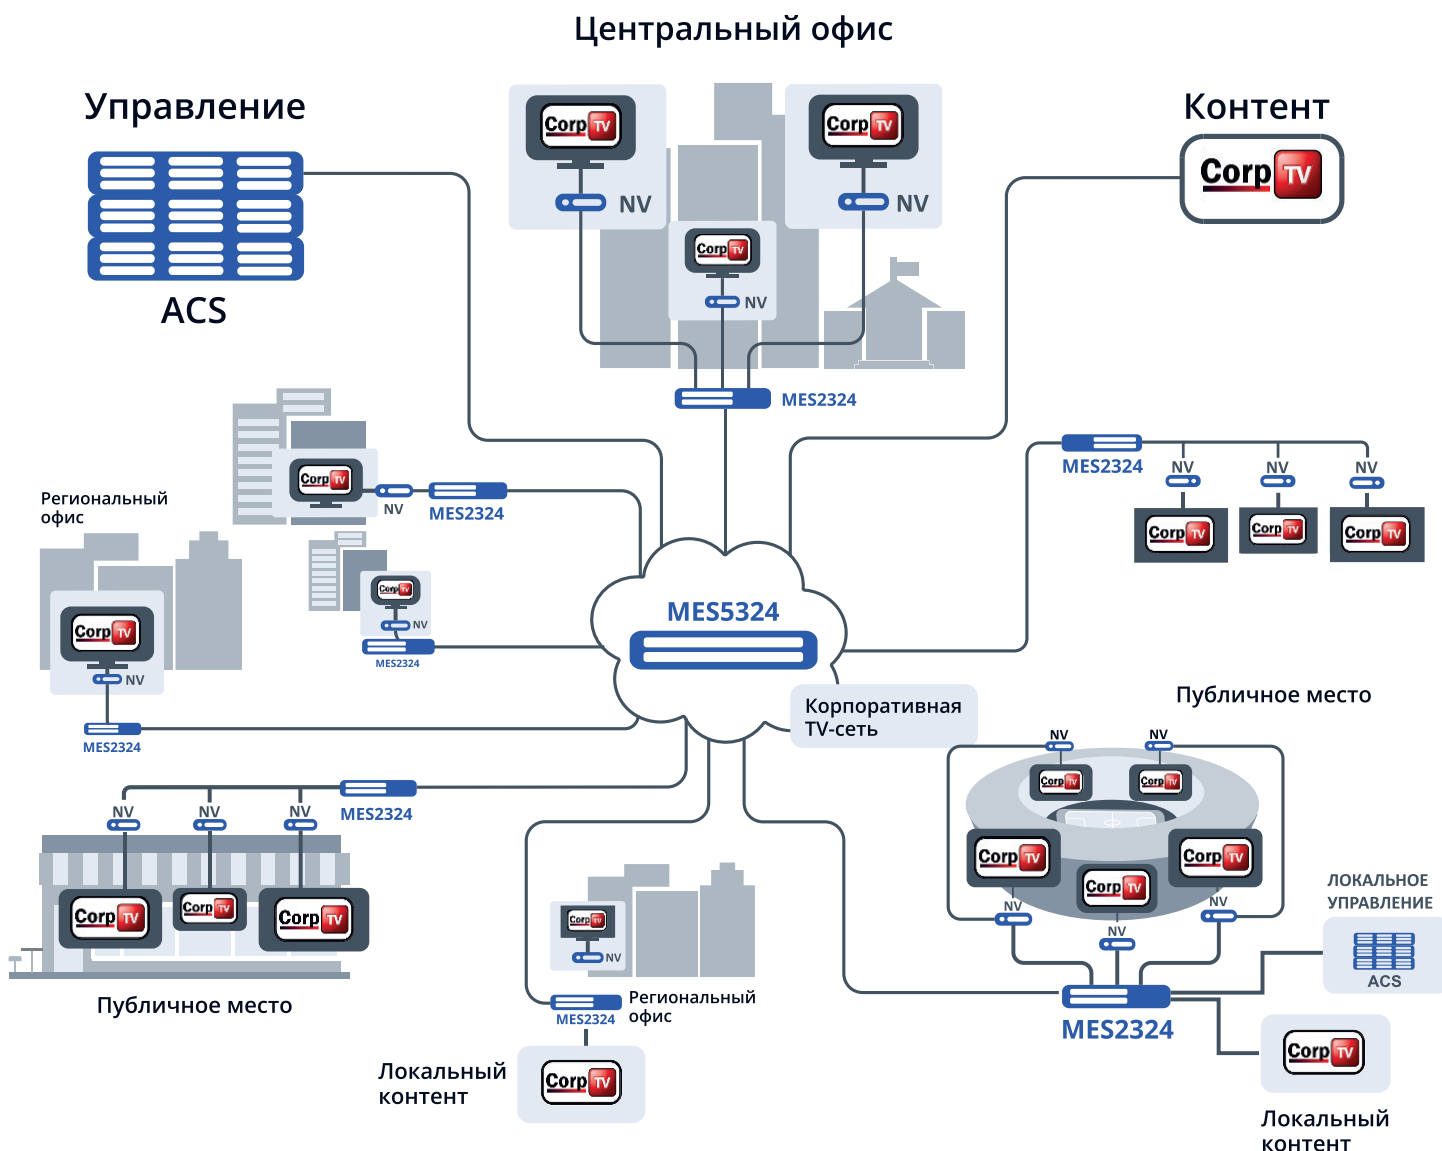 Центральный офис
Управление
Контент
Corp TV
Corp TV
Corp TV
NV
NV
Corp TV
NV
ACS
MES2324
Corp TV
NV
MES2324
MES2324
NV
NV
NV
Corp TV
Corp TV
Corp TV
Региональный
офис
Corp TV
NV
MES2324
Corp TV
NV
MES2324
MES5324
Корпоративная
TV-сеть
Публичное место
NV
NV
Corp TV
Corp TV
Corp TV
Corp TV
Corp TV
NV
NV
NV
MES2324
ЛОКАЛЬНОЕ
УПРАВЛЕНИЕ
ACS
Corp TV
Локальный
контент
MES2324
NV
NV
NV
Corp TV
Corp TV
Corp TV
Публичное место
Corp TV
NV
MES2324
Региональный
офис
Локальный
контент
Corp TV